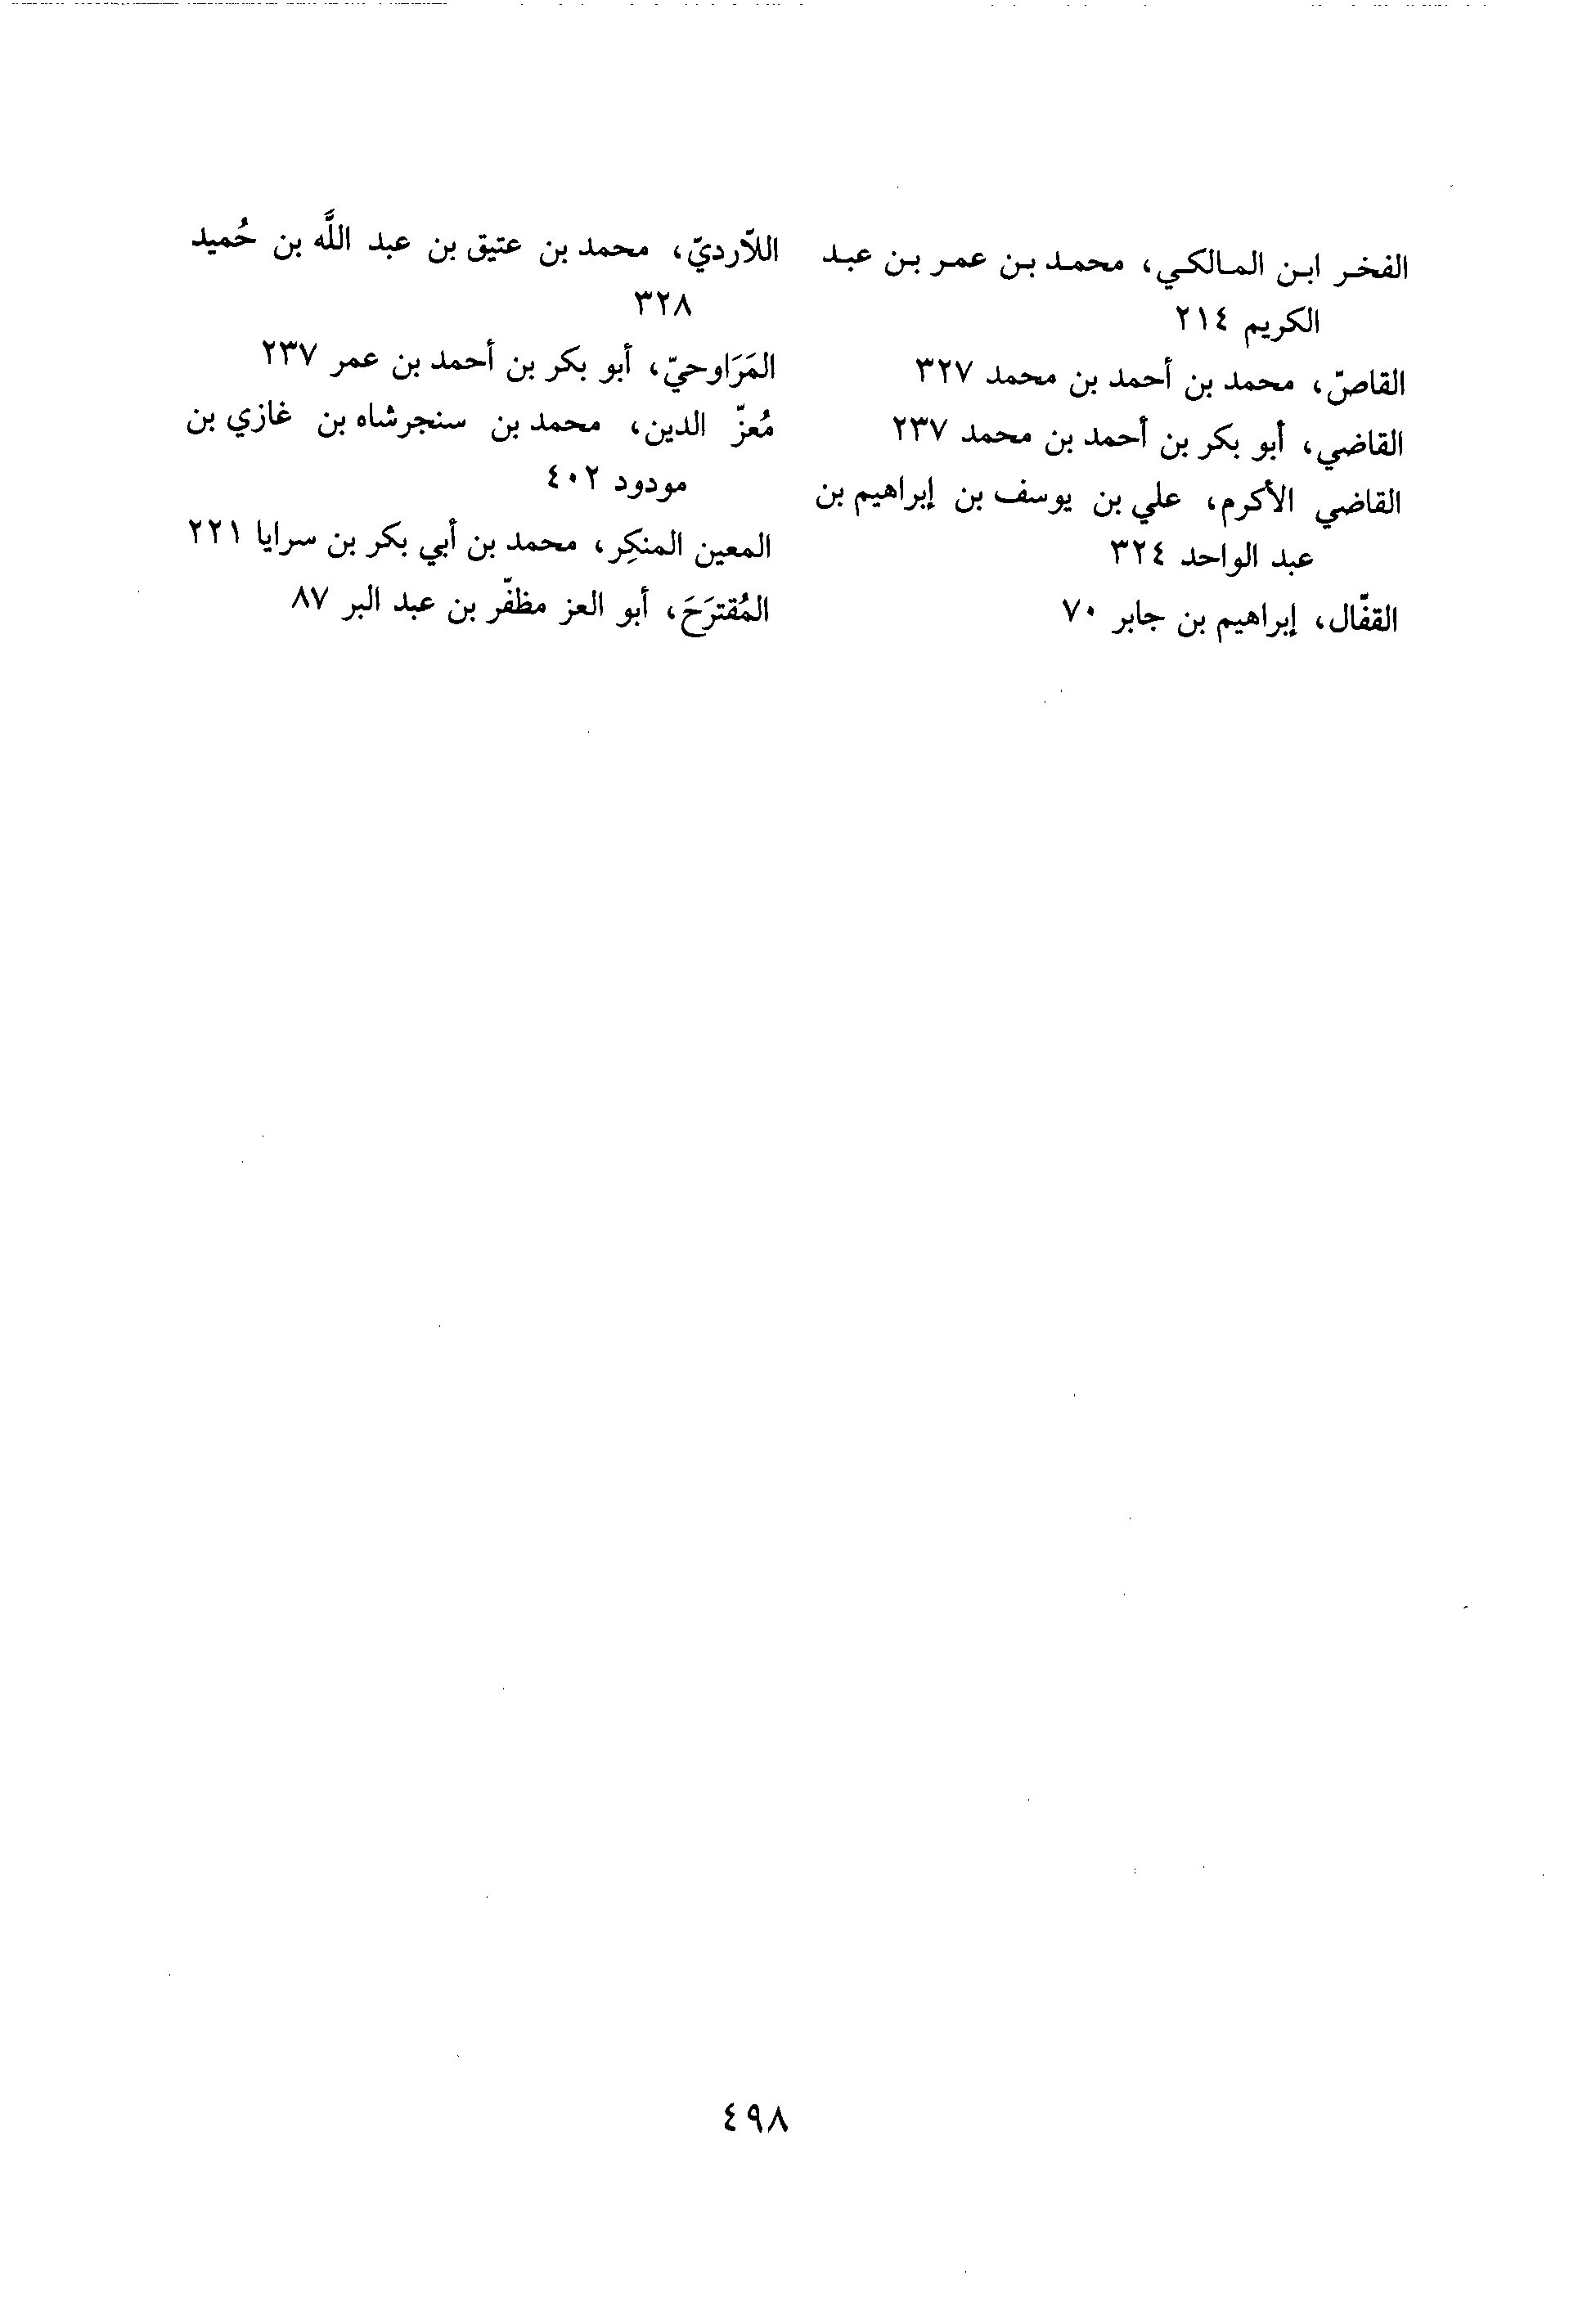 الفخر ابن المالكي، محمد بن عمر بن عبد
الكريم ٢١٤
القاصّ، محمد بن أحمد بن محمد ٣٢٧
القاضي، أبو بكر بن أحمد بن محمد ٢٣٧
القاضي الأكرم، علي بن يوسف بن إبراهيم بن
عبد الواحد ٣٢٤
القفّال، إبراهيم بن جابر ٧٠
اللاّرديّ، محمد بن عتيق بن عبد اللَّه بن حُميد
٣٢٨
المَرَاوحيّ، أبو بكر بن أحمد بن عمر ٢٣٧
مُعزّ الدين، محمد بن سنجرشاه بن غازي بن
مودود ٤٠٢
المعين المنكِر، محمد بن أبي بكر بن سرايا ٢٢١
المُقترَحَ، أبو العز مظفّر بن عبد البر ٨٧
٤٩٨